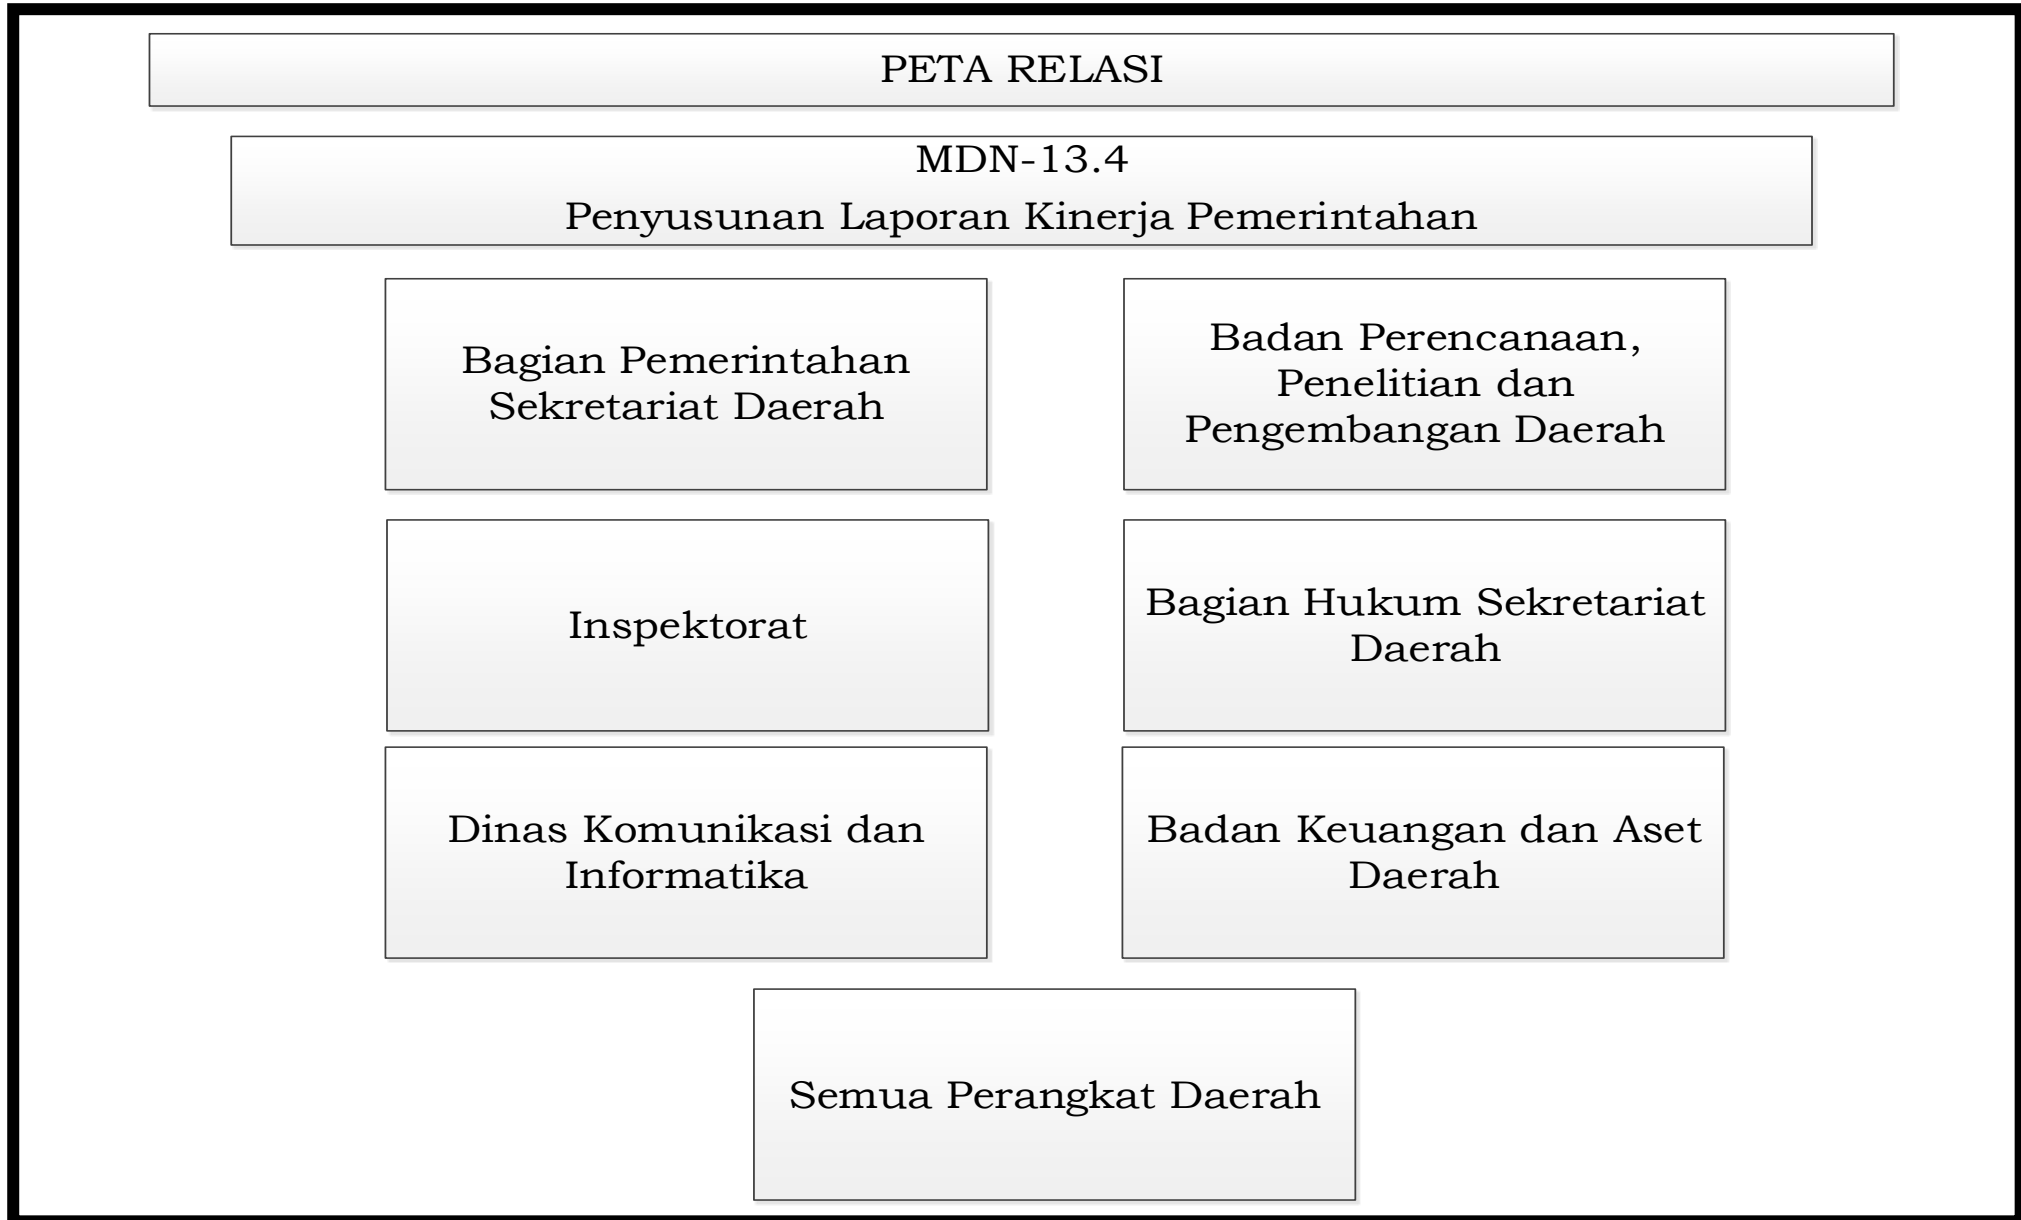 PETA RELASI
MDN-13.4
Penyusunan Laporan Kinerja Pemerintahan
Bagian Pemerintahan
Sekretariat Daerah
Badan Perencanaan,
Penelitian dan
Pengembangan Daerah
Inspektorat
Bagian Hukum Sekretariat
Daerah
Dinas Komunikasi dan
Informatika
Badan Keuangan dan Aset
Daerah
Semua Perangkat Daerah